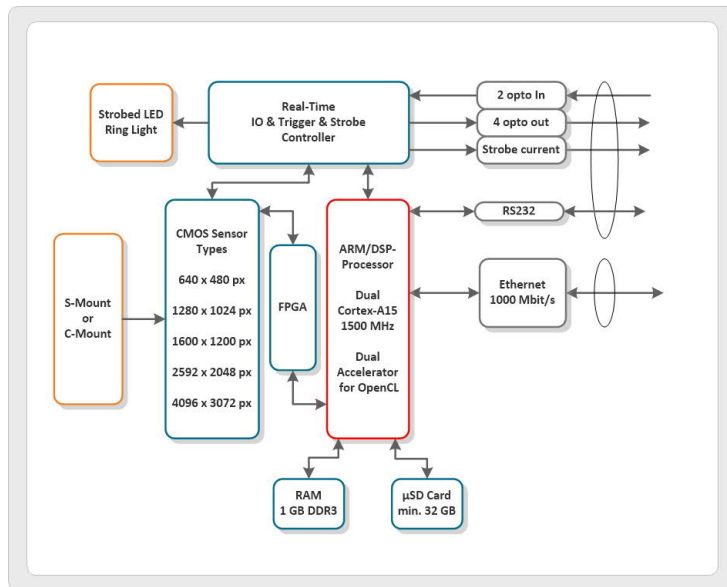 Strobed LED
Ring Light
Real-Time
IO & Trigger & Strobe
Controller
2 opto In
4 opto out
Strobe current
RS232
Ethernet
1000 Mbit/s
S-Mount
or
C-Mount
CMOS Sensor
Types
640 x 480 px
1280 x 1024 px
1600 x 1200 px
2592 x 2048 px
4096 x 3072 px
FPGA
ARM/DSP-
Processor
Dual
Cortex-A15
1500 MHz
Dual
Accelerator
for OpenCL
RAM
1 GB DDR3
µSD Card
min. 32 GB